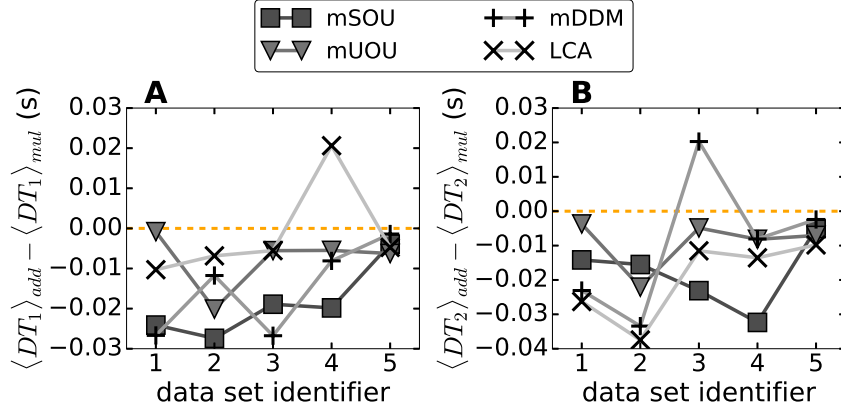 mSOU mDDM
mUOU LCA
A
0.03
0.02
0.01
0.00
−0.01
−0.02
−0.03
⟨DT₁⟩add − ⟨DT₁⟩mul (s)
1 2 3 4 5
data set identifier
B
0.03
0.02
0.01
0.00
−0.01
−0.02
−0.03
−0.04
⟨DT₂⟩add − ⟨DT₂⟩mul (s)
1 2 3 4 5
data set identifier